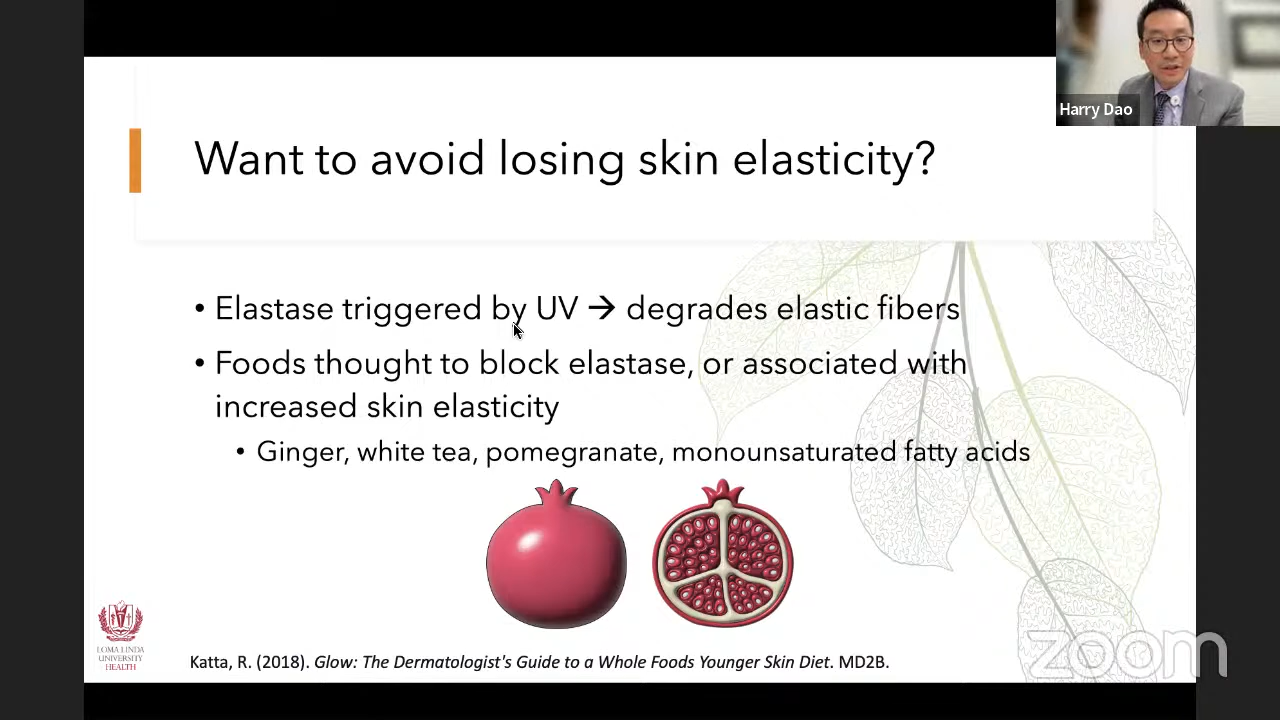 Harry Dao
Want to avoid losing skin elasticity?
• Elastase triggered by UV → degrades elastic fibers
• Foods thought to block elastase, or associated with
increased skin elasticity
• Ginger, white tea, pomegranate, monounsaturated fatty acids
LOMA LINDA
UNIVERSITY
HEALTH
Katta, R. (2018). Glow: The Dermatologist's Guide to a Whole Foods Younger Skin Diet. MD2B.
zoom